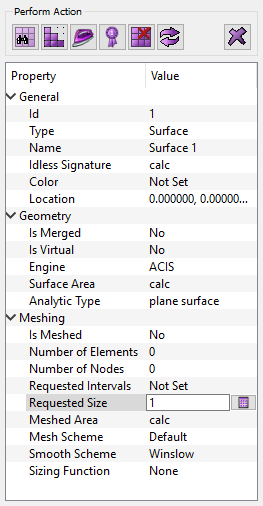 Perform Action
Property Value
General
Id 1
Type Surface
Name Surface 1
Idless Signature calc
Color Not Set
Location 0.000000, 0.00000...
Geometry
Is Merged No
Is Virtual No
Engine ACIS
Surface Area calc
Analytic Type plane surface
Meshing
Is Meshed No
Number of Elements 0
Number of Nodes 0
Requested Intervals Not Set
Requested Size 1
Meshed Area calc
Mesh Scheme Default
Smooth Scheme Winslow
Sizing Function None